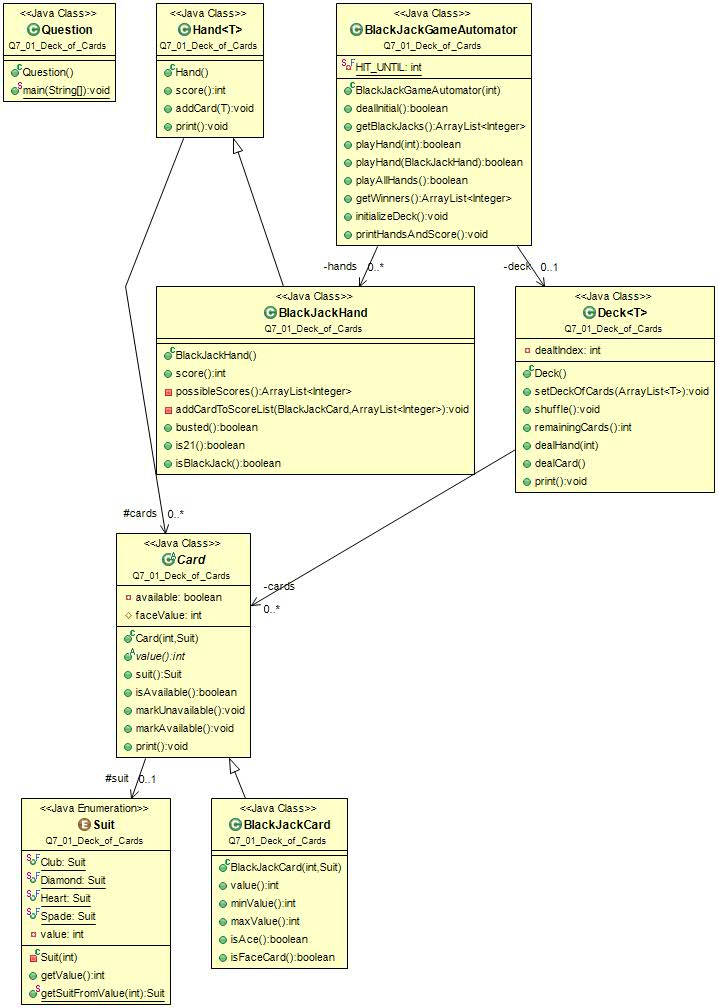 <<Java Class>>
Question
Q7_01_Deck_of_Cards
Question()
main(String[]):void
<<Java Class>>
Hand<T>
Q7_01_Deck_of_Cards
Hand()
score():int
addCard(T):void
print():void
<<Java Class>>
BlackJackGameAutomator
Q7_01_Deck_of_Cards
HIT_UNTIL: int
BlackJackGameAutomator(int)
dealInitial():boolean
getBlackJacks():ArrayList<Integer>
playHand(int):boolean
playHand(BlackJackHand):boolean
playAllHands():boolean
getWinners():ArrayList<Integer>
initializeDeck():void
printHandsAndScore():void
-hands 0..*
-deck 0..1
<<Java Class>>
BlackJackHand
Q7_01_Deck_of_Cards
BlackJackHand()
score():int
possibleScores():ArrayList<Integer>
addCardToScoreList(BlackJackCard,ArrayList<Integer>):void
busted():boolean
is21():boolean
isBlackJack():boolean
<<Java Class>>
Deck<T>
Q7_01_Deck_of_Cards
dealtIndex: int
Deck()
setDeckOfCards(ArrayList<T>):void
shuffle():void
remainingCards():int
dealHand(int)
dealCard()
print():void
#cards 0..*
-cards
0..*
<<Java Class>>
Card
Q7_01_Deck_of_Cards
available: boolean
faceValue: int
Card(int,Suit)
value():int
suit():Suit
isAvailable():boolean
markUnavailable():void
markAvailable():void
print():void
#suit 0..1
<<Java Enumeration>>
Suit
Q7_01_Deck_of_Cards
Club: Suit
Diamond: Suit
Heart: Suit
Spade: Suit
value: int
Suit(int)
getValue():int
getSuitFromValue(int):Suit
<<Java Class>>
BlackJackCard
Q7_01_Deck_of_Cards
BlackJackCard(int,Suit)
value():int
minValue():int
maxValue():int
isAce():boolean
isFaceCard():boolean